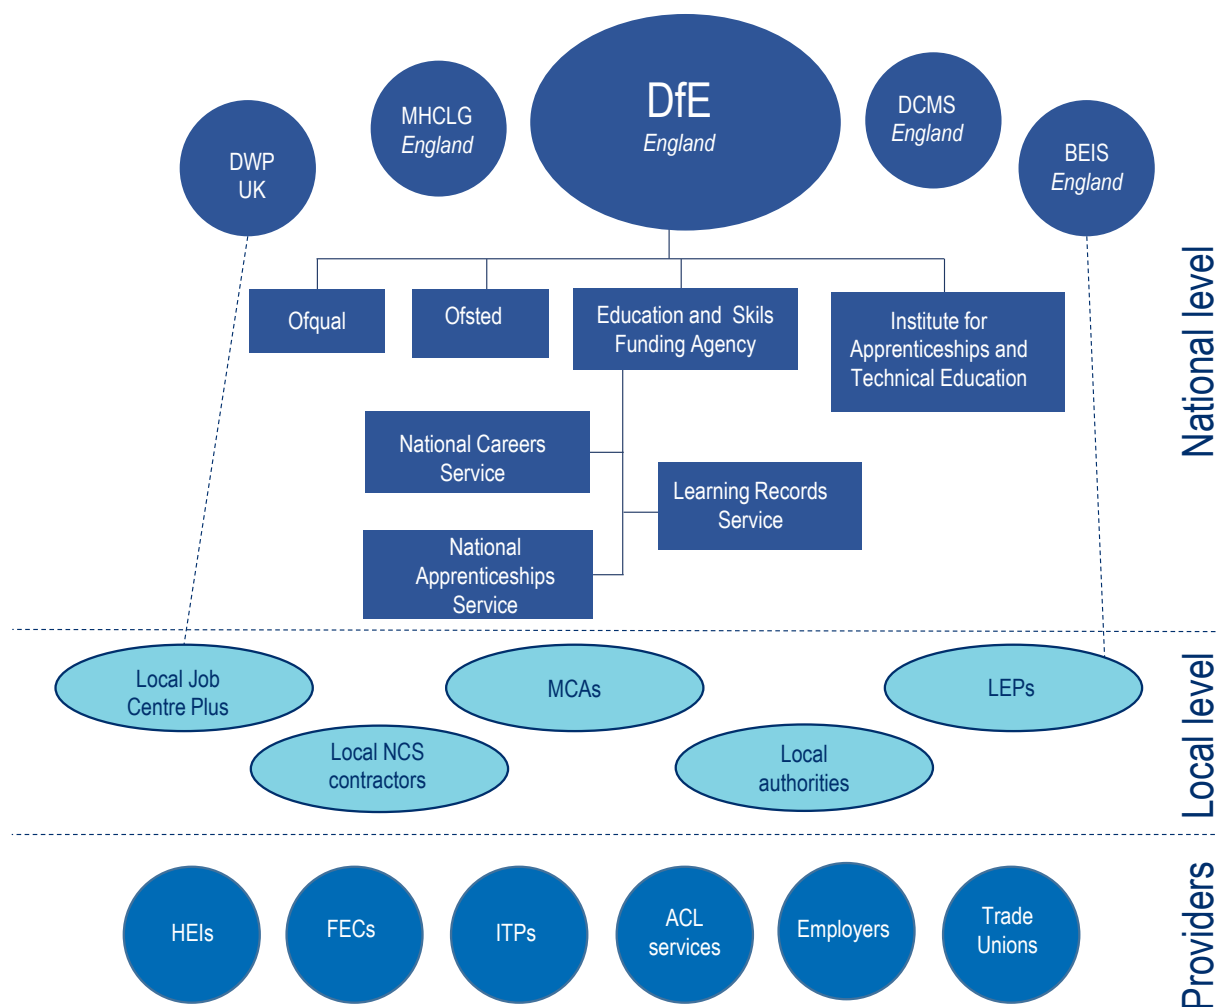 DfE
England
MHCLG
England
DCMS
England
DWP
UK
BEIS
England
National level
Ofqual
Ofsted
Education and Skils
Funding Agency
Institute for
Apprenticeships and
Technical Education
National Careers
Service
Learning Records
Service
National
Apprenticeships
Service
Local level
Local Job
Centre Plus
MCAs
LEPs
Local NCS
contractors
Local
authorities
Providers
HEIs
FECs
ITPs
ACL
services
Employers
Trade
Unions